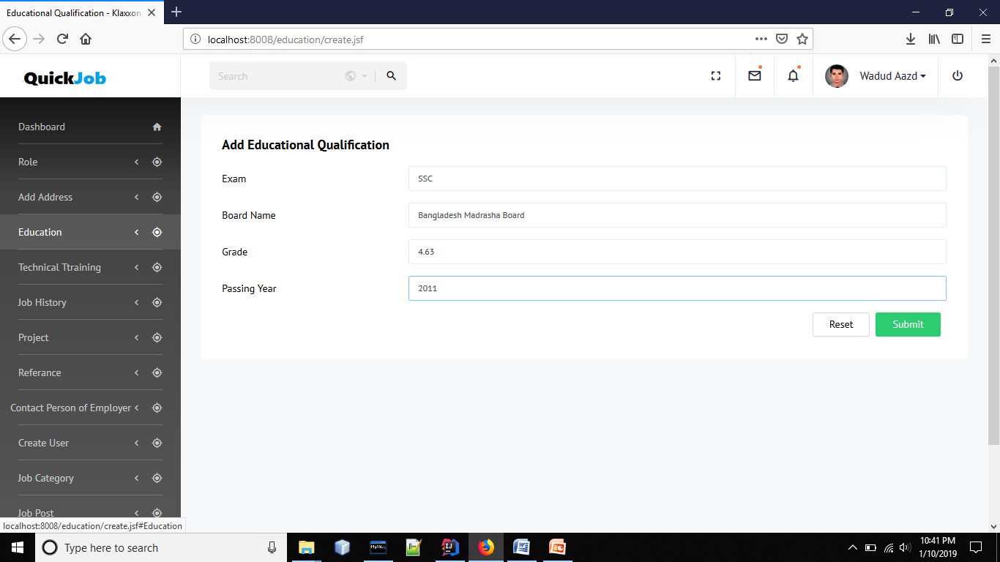 Educational Qualification - Klaxxon
localhost:8008/education/create.jsf
QuickJob
Search
Wadud Aazd
Dashboard
Role
Add Address
Education
Technical Ttraining
Job History
Project
Referance
Contact Person of Employer
Create User
Job Category
Job Post
Add Educational Qualification
Exam
SSC
Board Name
Bangladesh Madrasha Board
Grade
4.63
Passing Year
2011
Reset
Submit
localhost:8008/education/create.jsf#Education
Type here to search
MySQL
10:41 PM
1/10/2019